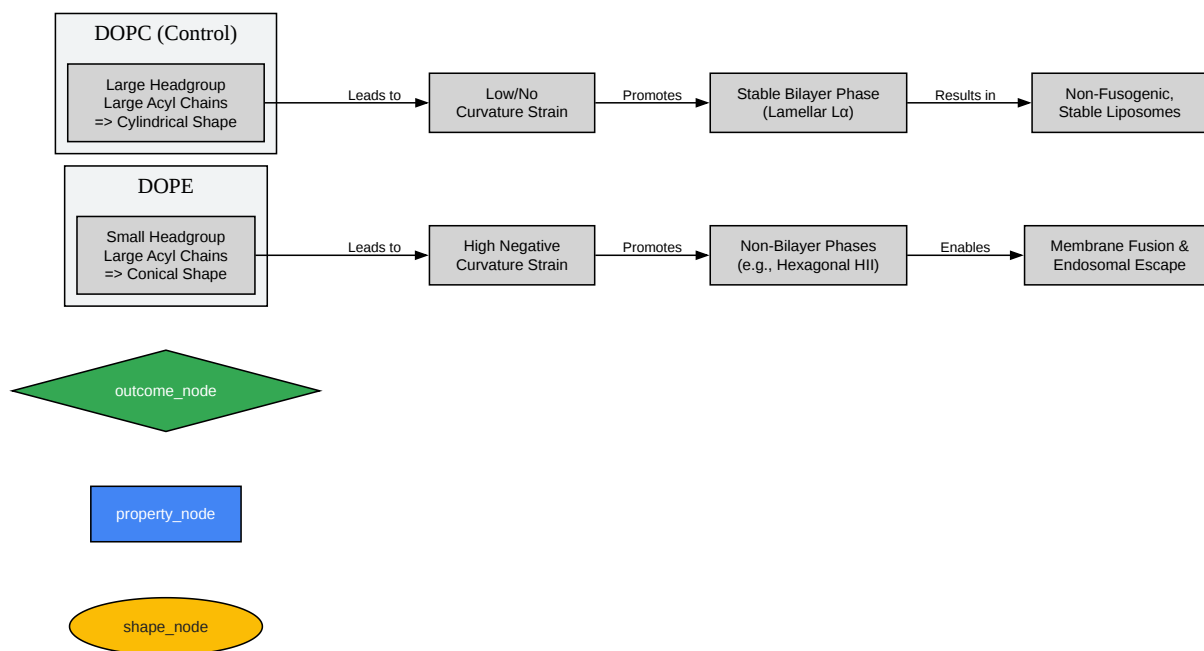 DOPC (Control)
Large Headgroup
Large Acyl Chains
=> Cylindrical Shape
Leads to
Low/No
Curvature Strain
Promotes
Stable Bilayer Phase
(Lamellar Lα)
Results in
Non-Fusogenic,
Stable Liposomes
DOPE
Small Headgroup
Large Acyl Chains
=> Conical Shape
Leads to
High Negative
Curvature Strain
Promotes
Non-Bilayer Phases
(e.g., Hexagonal HII)
Enables
Membrane Fusion &
Endosomal Escape
outcome_node
property_node
shape_node